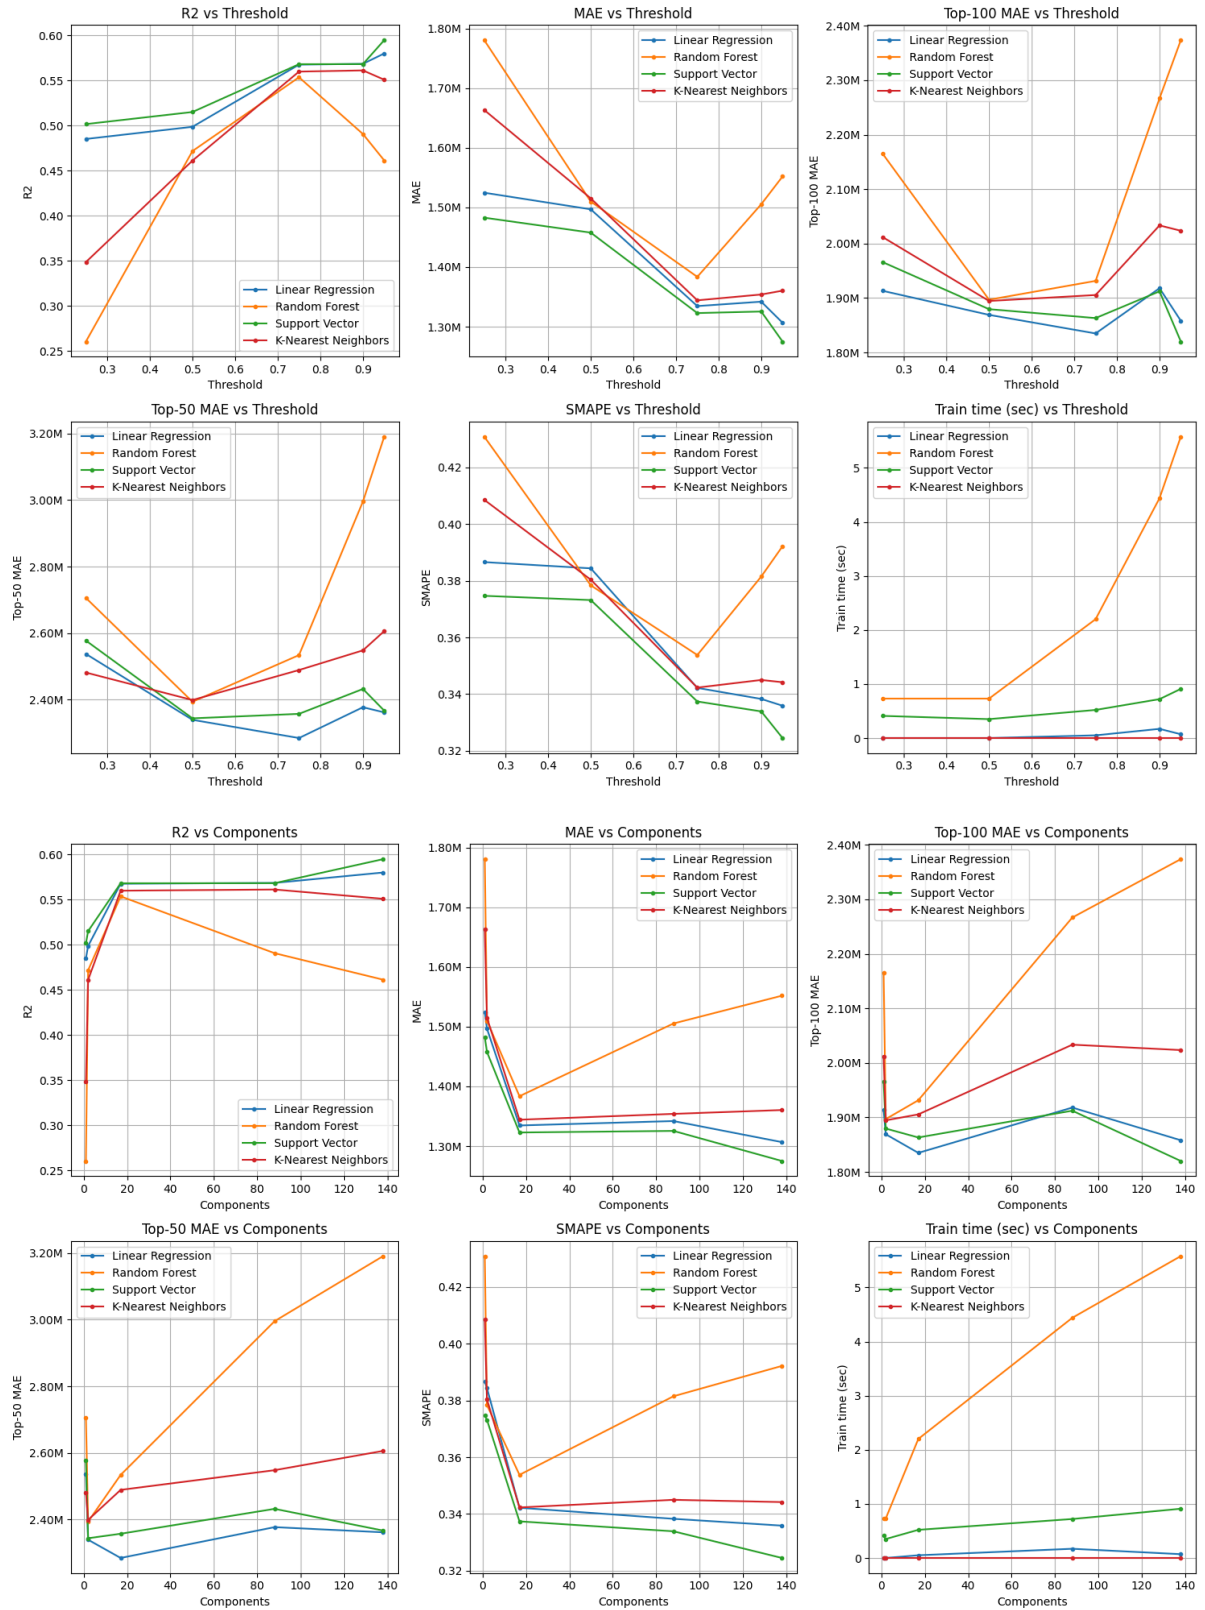 R2 vs Threshold
R2
0.60
0.55
0.50
0.45
0.40
0.35
0.30
0.25
0.3 0.4 0.5 0.6 0.7 0.8 0.9
Threshold
Linear Regression
Random Forest
Support Vector
K-Nearest Neighbors
MAE vs Threshold
MAE
1.80M
1.70M
1.60M
1.50M
1.40M
1.30M
0.3 0.4 0.5 0.6 0.7 0.8 0.9
Threshold
Linear Regression
Random Forest
Support Vector
K-Nearest Neighbors
Top-100 MAE vs Threshold
Top-100 MAE
2.40M
2.30M
2.20M
2.10M
2.00M
1.90M
1.80M
0.3 0.4 0.5 0.6 0.7 0.8 0.9
Threshold
Linear Regression
Random Forest
Support Vector
K-Nearest Neighbors
Top-50 MAE vs Threshold
Top-50 MAE
3.20M
3.00M
2.80M
2.60M
2.40M
0.3 0.4 0.5 0.6 0.7 0.8 0.9
Threshold
Linear Regression
Random Forest
Support Vector
K-Nearest Neighbors
SMAPE vs Threshold
SMAPE
0.42
0.40
0.38
0.36
0.34
0.32
0.3 0.4 0.5 0.6 0.7 0.8 0.9
Threshold
Linear Regression
Random Forest
Support Vector
K-Nearest Neighbors
Train time (sec) vs Threshold
Train time (sec)
5
4
3
2
1
0
0.3 0.4 0.5 0.6 0.7 0.8 0.9
Threshold
Linear Regression
Random Forest
Support Vector
K-Nearest Neighbors
R2 vs Components
R2
0.60
0.55
0.50
0.45
0.40
0.35
0.30
0.25
0 20 40 60 80 100 120 140
Components
Linear Regression
Random Forest
Support Vector
K-Nearest Neighbors
MAE vs Components
MAE
1.80M
1.70M
1.60M
1.50M
1.40M
1.30M
0 20 40 60 80 100 120 140
Components
Linear Regression
Random Forest
Support Vector
K-Nearest Neighbors
Top-100 MAE vs Components
Top-100 MAE
2.40M
2.30M
2.20M
2.10M
2.00M
1.90M
1.80M
0 20 40 60 80 100 120 140
Components
Linear Regression
Random Forest
Support Vector
K-Nearest Neighbors
Top-50 MAE vs Components
Top-50 MAE
3.20M
3.00M
2.80M
2.60M
2.40M
0 20 40 60 80 100 120 140
Components
Linear Regression
Random Forest
Support Vector
K-Nearest Neighbors
SMAPE vs Components
SMAPE
0.42
0.40
0.38
0.36
0.34
0.32
0 20 40 60 80 100 120 140
Components
Linear Regression
Random Forest
Support Vector
K-Nearest Neighbors
Train time (sec) vs Components
Train time (sec)
5
4
3
2
1
0
0 20 40 60 80 100 120 140
Components
Linear Regression
Random Forest
Support Vector
K-Nearest Neighbors